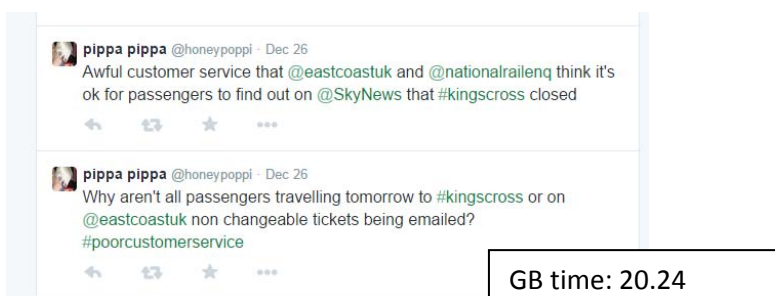 pippa pippa @honeypoppi · Dec 26
Awful customer service that @eastcoastuk and @nationalrailenq think it's
ok for passengers to find out on @SkyNews that #kingscross closed
pippa pippa @honeypoppi · Dec 26
Why aren't all passengers travelling tomorrow to #kingscross or on
@eastcoastuk non changeable tickets being emailed?
#poorcustomerservice
GB time: 20.24